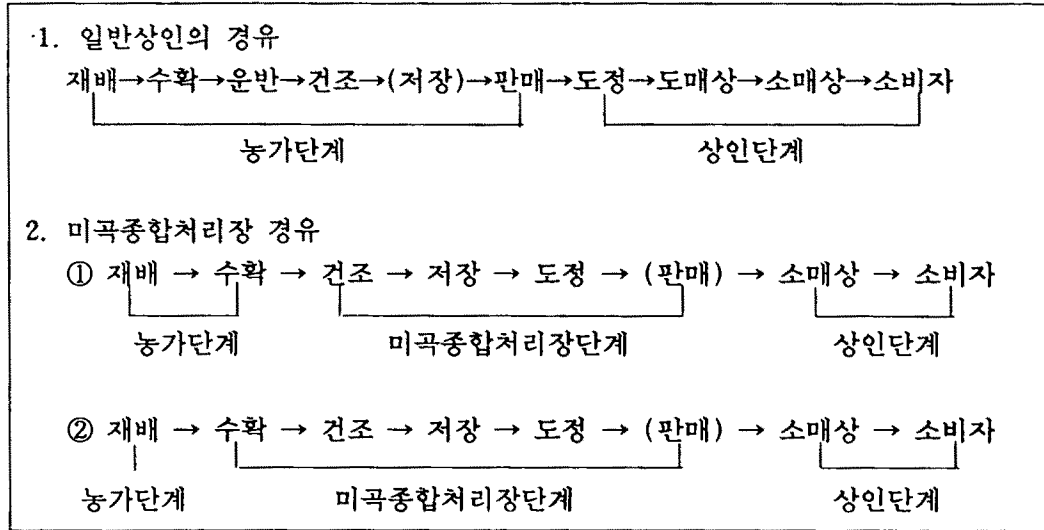 1. 일반상인의 경유
재배→수확→운반→건조→(저장)→판매→도정→도매상→소매상→소비자
농가단계 상인단계
2. 미곡종합처리장 경유
① 재배 → 수확 → 건조 → 저장 → 도정 → (판매) → 소매상 → 소비자
농가단계 미곡종합처리장단계 상인단계
② 재배 → 수확 → 건조 → 저장 → 도정 → (판매) → 소매상 → 소비자
농가단계 미곡종합처리장단계 상인단계